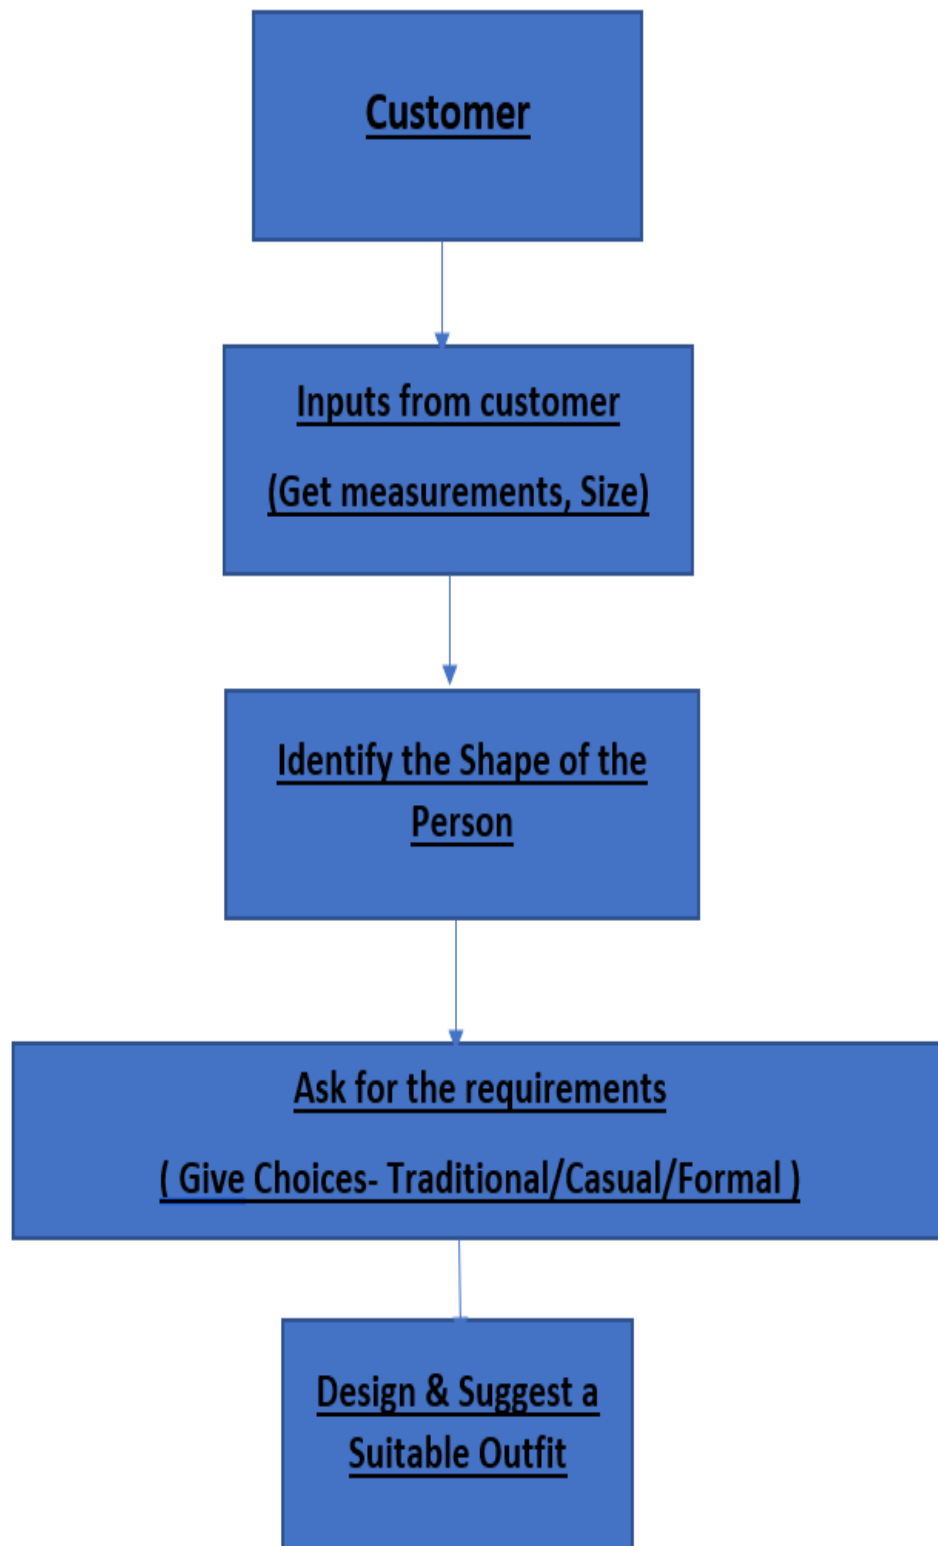 Customer
Inputs from customer
(Get measurements, Size)
Identify the Shape of the
Person
Ask for the requirements
( Give Choices- Traditional/Casual/Formal )
Design & Suggest a
Suitable Outfit